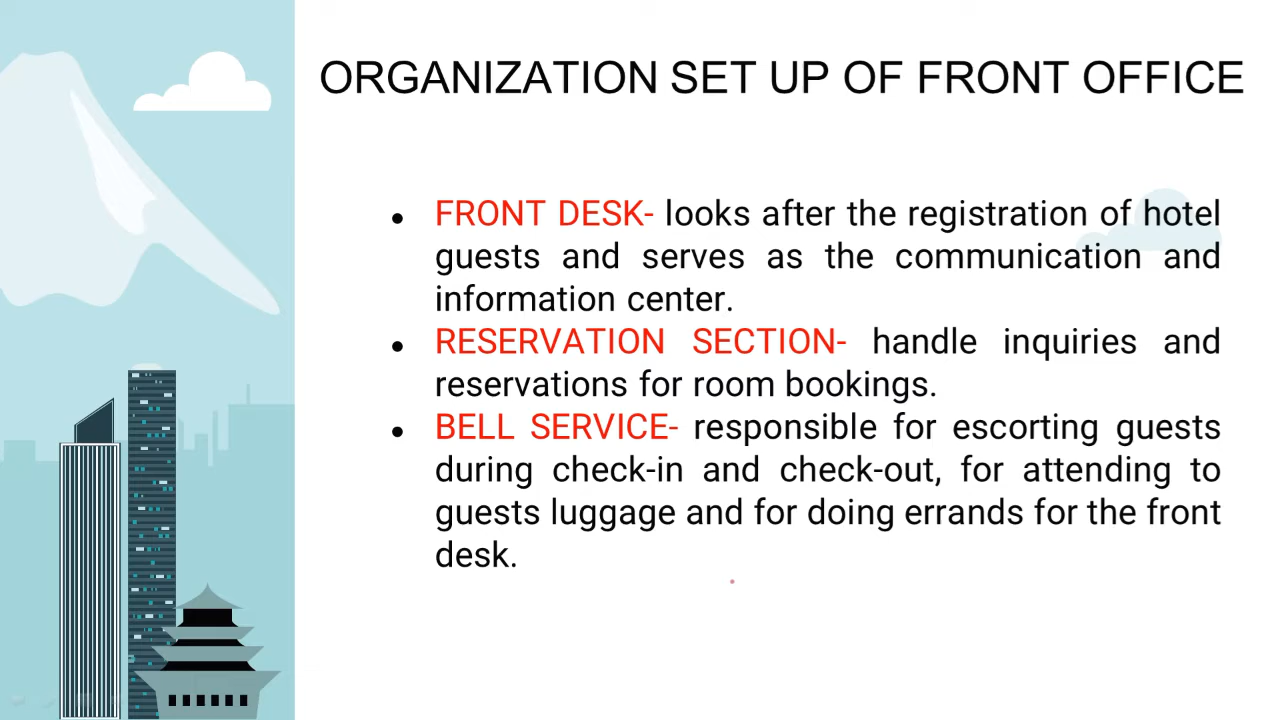 ORGANIZATION SET UP OF FRONT OFFICE
● FRONT DESK- looks after the registration of hotel
guests and serves as the communication and
information center.
● RESERVATION SECTION- handle inquiries and
reservations for room bookings.
● BELL SERVICE- responsible for escorting guests
during check-in and check-out, for attending to
guests luggage and for doing errands for the front
desk.